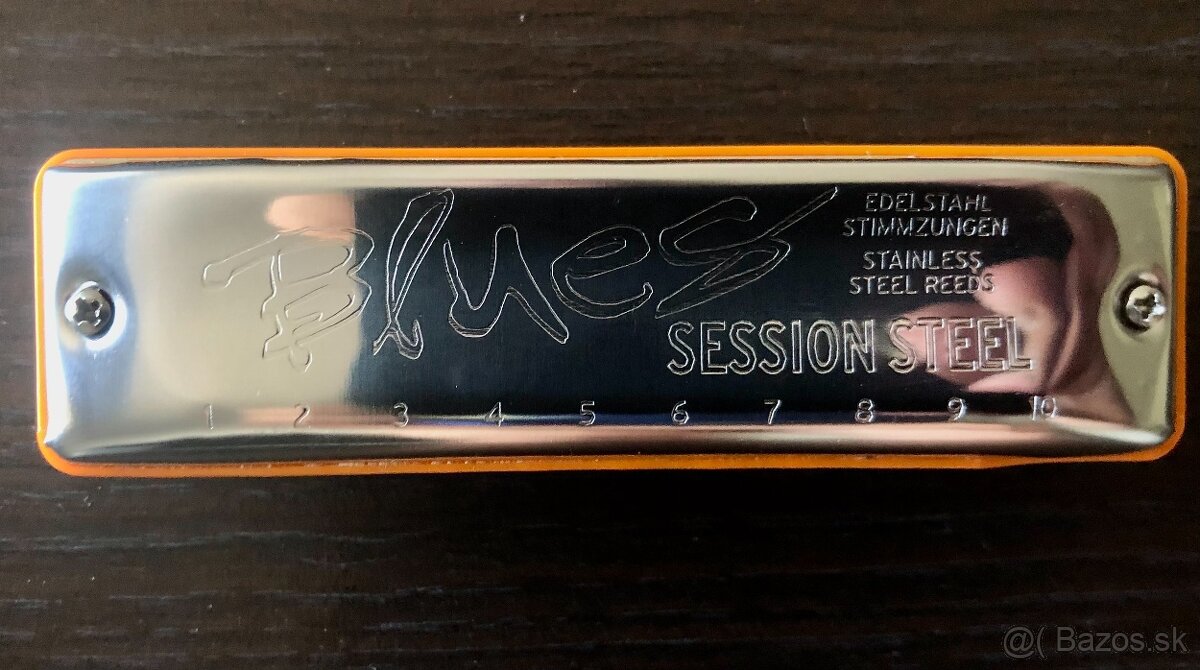 Blues
EDELSTAHL
STIMMZUNGEN
STAINLESS
STEEL REEDS
SESSION STEEL
1 2 3 4 5 6 7 8 9 10
@( Bazos.sk